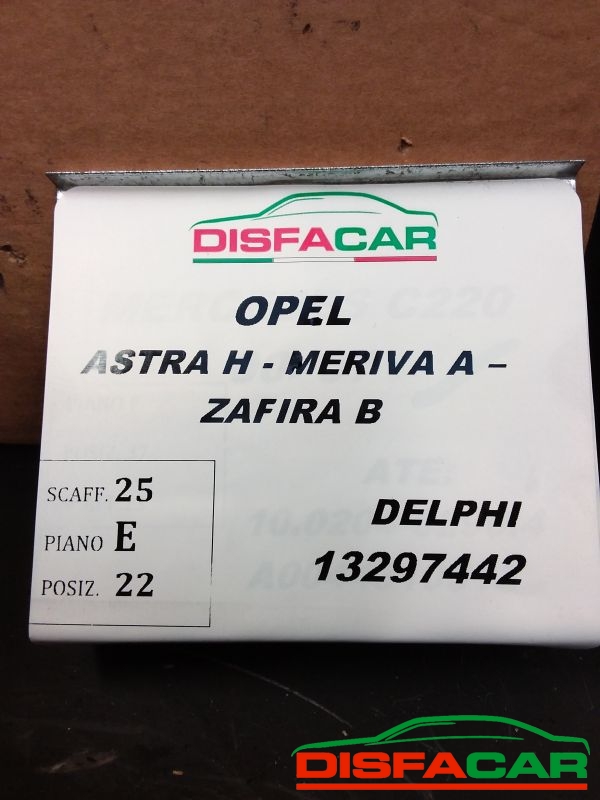 DISFACAR
OPEL
ASTRA H - MERIVA A –
ZAFIRA B
SCAFF. 25
PIANO E
POSIZ. 22
DELPHI
13297442
DISFACAR